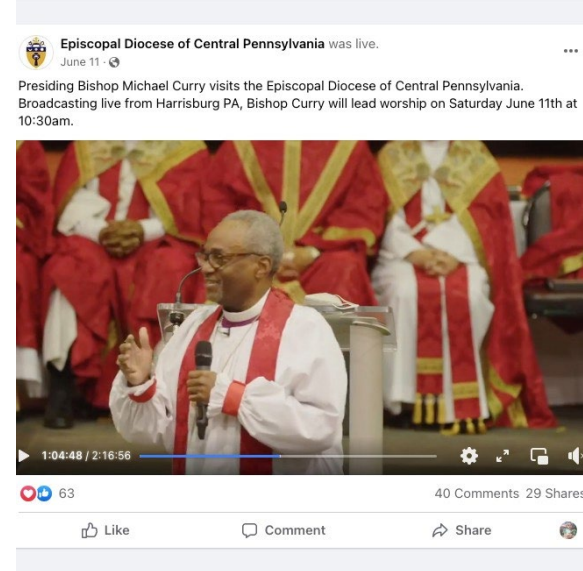 Episcopal Diocese of Central Pennsylvania was live.
June 11 ·
Presiding Bishop Michael Curry visits the Episcopal Diocese of Central Pennsylvania.
Broadcasting live from Harrisburg PA, Bishop Curry will lead worship on Saturday June 11th at
10:30am.
1:04:48 / 2:16:56
63 40 Comments 29 Shares
Like Comment Share